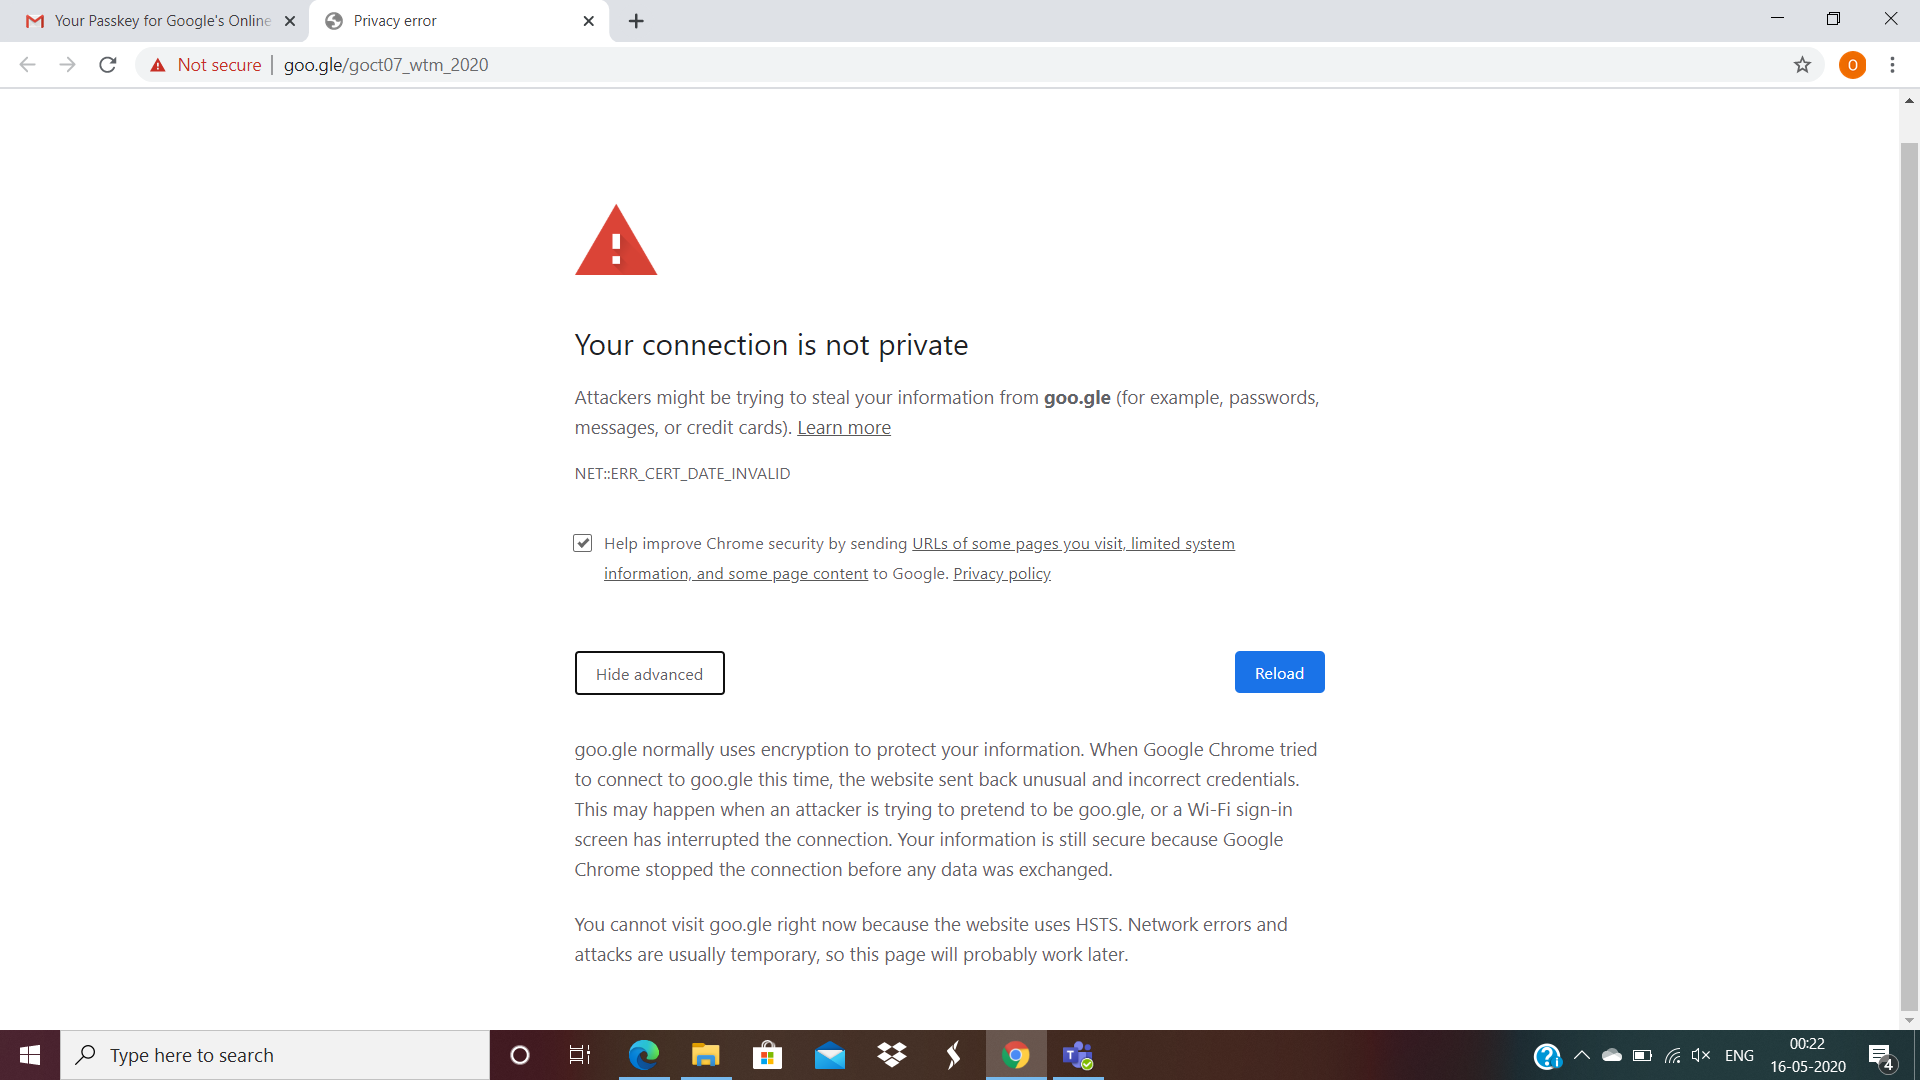 Your Passkey for Google's Online
Privacy error
Not secure
goo.gle/goct07_wtm_2020
O
Your connection is not private
Attackers might be trying to steal your information from goo.gle (for example, passwords,
messages, or credit cards). Learn more
NET::ERR_CERT_DATE_INVALID
Help improve Chrome security by sending URLs of some pages you visit, limited system
information, and some page content to Google. Privacy policy
Hide advanced
Reload
goo.gle normally uses encryption to protect your information. When Google Chrome tried
to connect to goo.gle this time, the website sent back unusual and incorrect credentials.
This may happen when an attacker is trying to pretend to be goo.gle, or a Wi-Fi sign-in
screen has interrupted the connection. Your information is still secure because Google
Chrome stopped the connection before any data was exchanged.
You cannot visit goo.gle right now because the website uses HSTS. Network errors and
attacks are usually temporary, so this page will probably work later.
Type here to search
ENG
00:22
16-05-2020
4